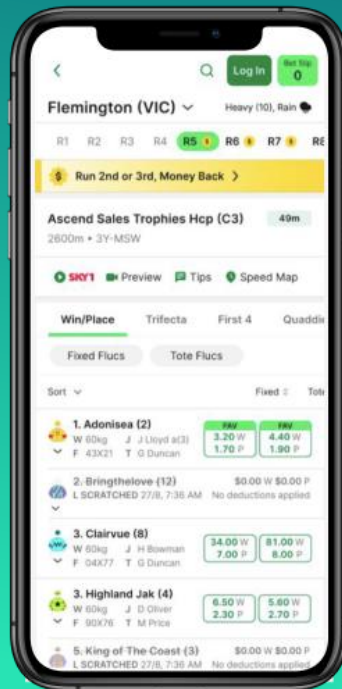 Log In
Bet Slip
0
Flemington (VIC)
Heavy (10), Rain
R1 R2 R3 R4 R5 R6 R7 R8
Run 2nd or 3rd, Money Back >
Ascend Sales Trophies Hcp (C3)
49m
2600m • 3Y-MSW
SKY1 Preview Tips Speed Map
Win/Place Trifecta First 4 Quaddie
Fixed Flucs Tote Flucs
Sort Fixed Tote
1. Adonisea (2)
W 60kg J J Lloyd a(3)
F 43X21 T G Duncan
FAV
3.20 W
1.70 P
FAV
4.40 W
1.90 P
2. Bringthelove (12)
L SCRATCHED 27/8, 7:36 AM
$0.00 W $0.00 P
No deductions applied
3. Clairvue (8)
W 60kg J H Bowman
F 04X77 T G Duncan
34.00 W
7.00 P
81.00 W
8.00 P
3. Highland Jak (4)
W 60kg J D Oliver
F 90X76 T M Price
6.50 W
2.30 P
5.60 W
2.70 P
5. King of The Coast (3)
L SCRATCHED 27/8, 7:36 AM
$0.00 W $0.00 P
No deductions applied